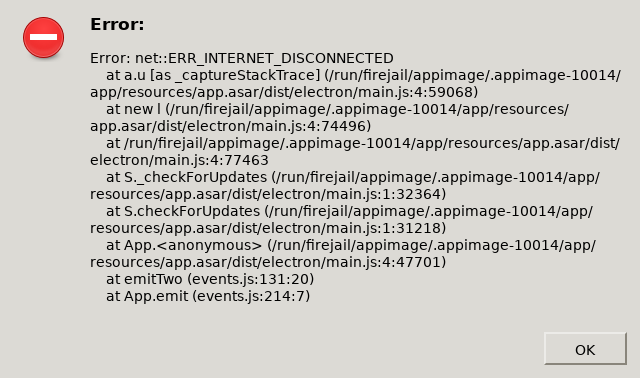 Error:
Error: net::ERR_INTERNET_DISCONNECTED
at a.u [as _captureStackTrace] (/run/firejail/appimage/.appimage-10014/
app/resources/app.asar/dist/electron/main.js:4:59068)
at new l (/run/firejail/appimage/.appimage-10014/app/resources/
app.asar/dist/electron/main.js:4:74496)
at /run/firejail/appimage/.appimage-10014/app/resources/app.asar/dist/
electron/main.js:4:77463
at S._checkForUpdates (/run/firejail/appimage/.appimage-10014/app/
resources/app.asar/dist/electron/main.js:1:32364)
at S.checkForUpdates (/run/firejail/appimage/.appimage-10014/app/
resources/app.asar/dist/electron/main.js:1:31218)
at App.<anonymous> (/run/firejail/appimage/.appimage-10014/app/
resources/app.asar/dist/electron/main.js:4:47701)
at emitTwo (events.js:131:20)
at App.emit (events.js:214:7)
OK